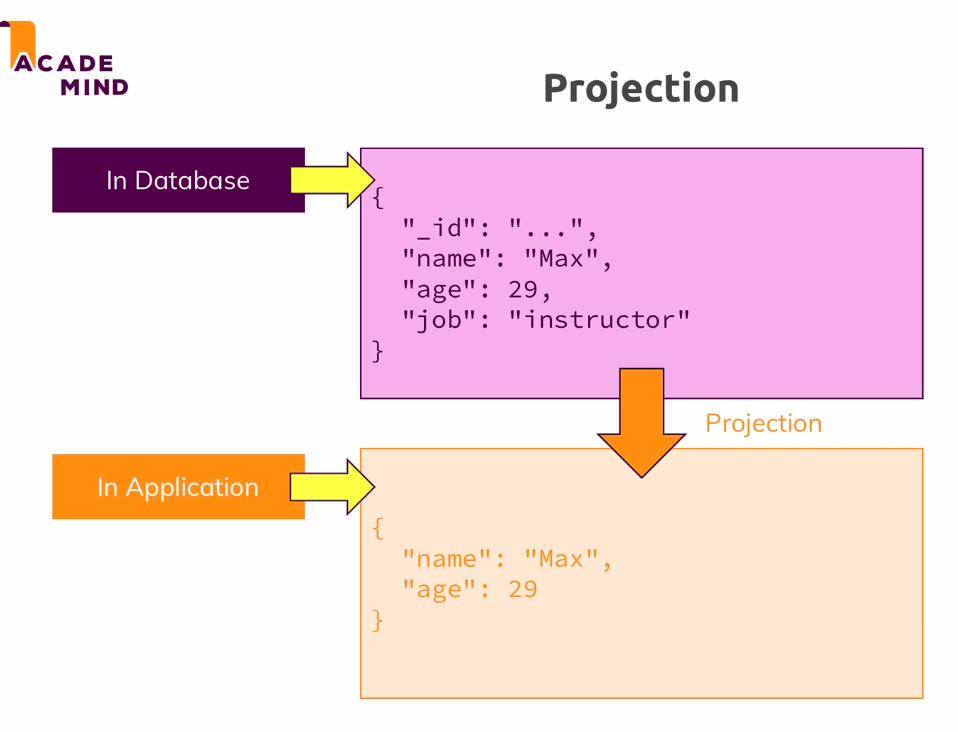 ACADE
MIND
Projection
In Database
{
"_id": "...",
"name": "Max",
"age": 29,
"job": "instructor"
}
Projection
In Application
{
"name": "Max",
"age": 29
}